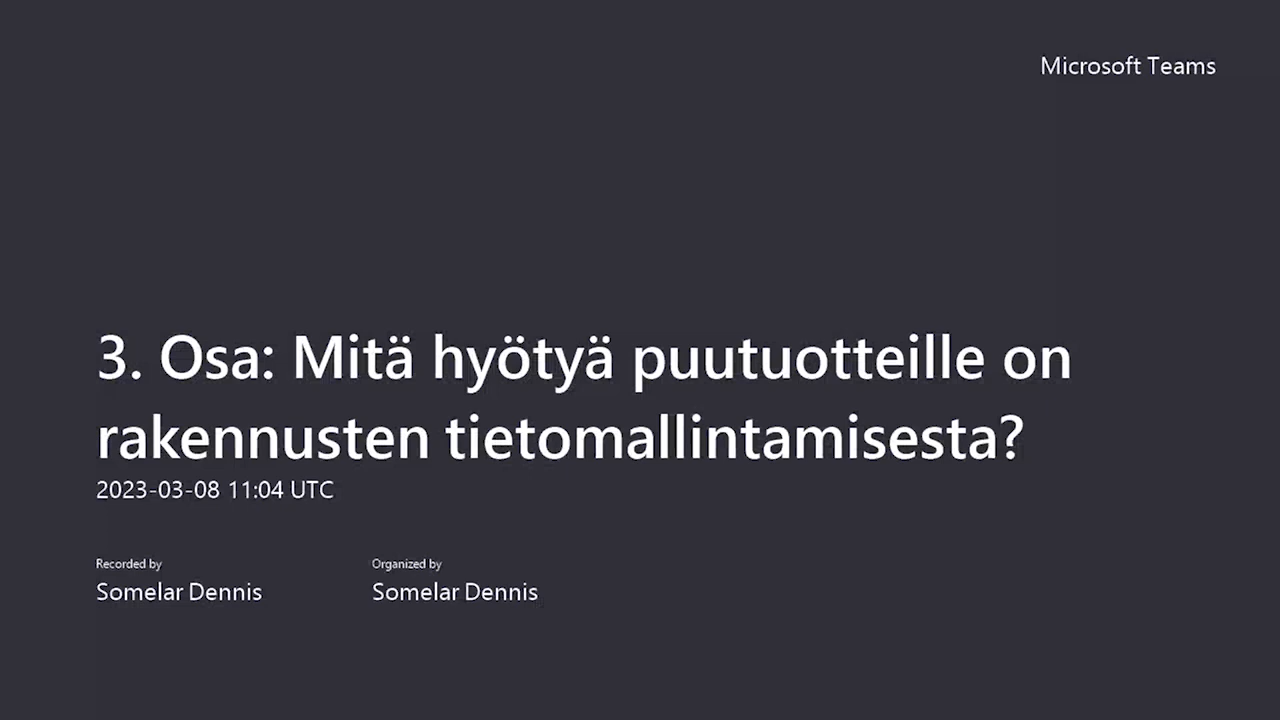 Microsoft Teams
3. Osa: Mitä hyötyä puutuotteille on
rakennusten tietomallintamisesta?
2023-03-08 11:04 UTC
Recorded by
Somelar Dennis
Organized by
Somelar Dennis